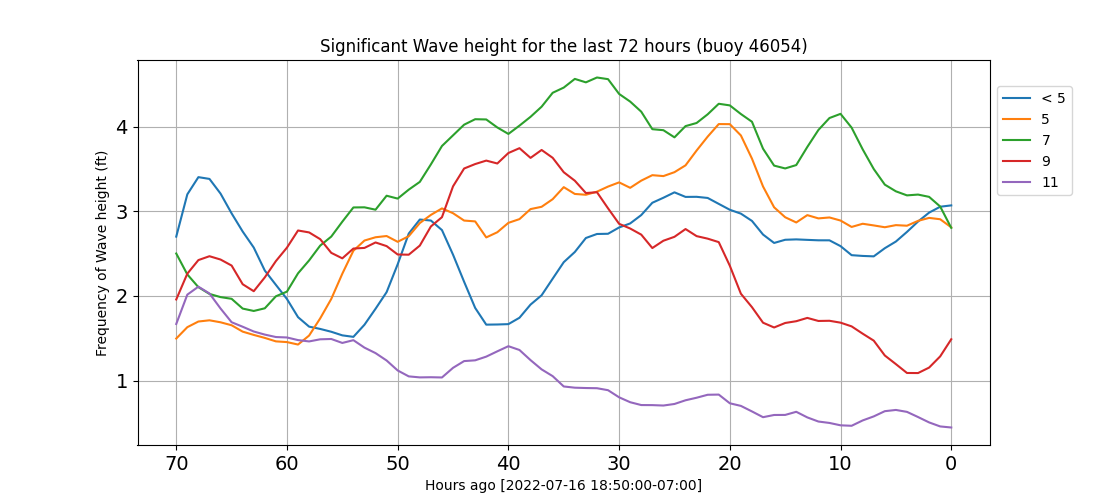 Significant Wave height for the last 72 hours (buoy 46054)
Frequency of Wave height (ft)
4
3
2
1
70 60 50 40 30 20 10 0
Hours ago [2022-07-16 18:50:00-07:00]
< 5
5
7
9
11